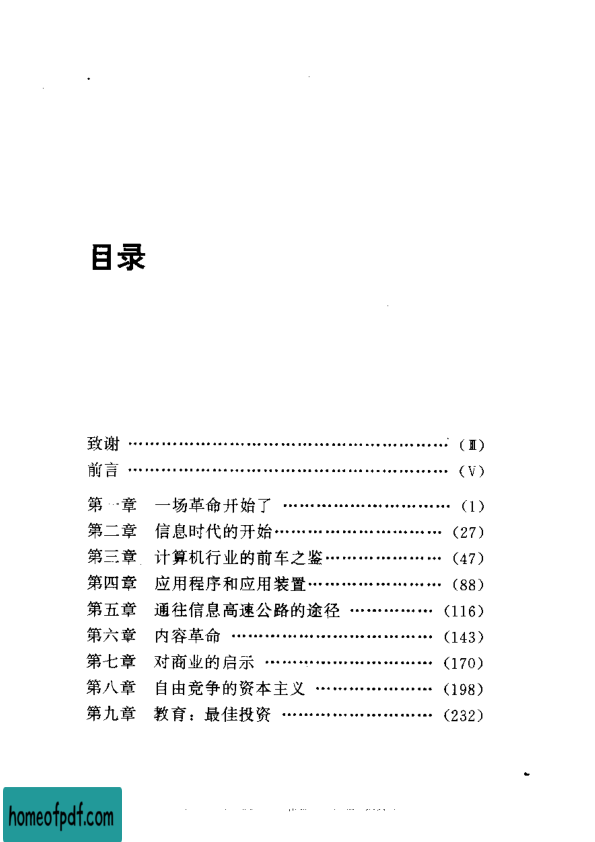 目录
致谢 …………………………………………… (Ⅲ)
前言 …………………………………………… (Ⅴ)
第一章 一场革命开始了 ………………………… (1)
第二章 信息时代的开始………………………… (27)
第三章 计算机行业的前车之鉴………………… (47)
第四章 应用程序和应用装置…………………… (88)
第五章 通往信息高速公路的途径 …………… (116)
第六章 内容革命 ……………………………… (143)
第七章 对商业的启示 ………………………… (170)
第八章 自由竞争的资本主义 ………………… (198)
第九章 教育：最佳投资 ……………………… (232)
homeofpdf.com